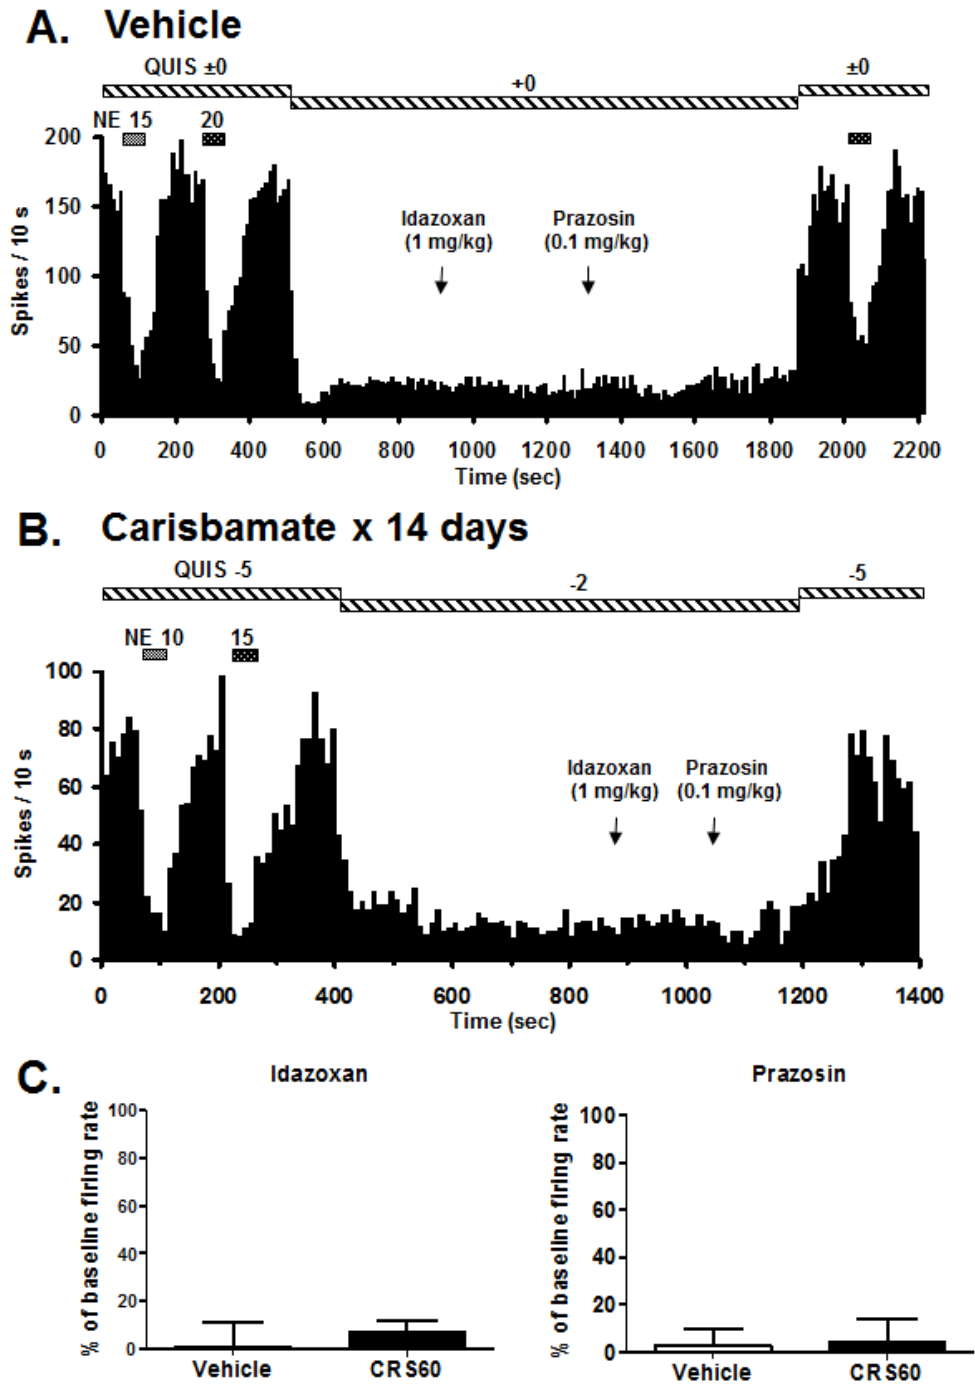 A. Vehicle
QUIS ±0
+0
±0
NE 15 20
200
150
100
50
0
Spikes / 10 s
Idazoxan
(1 mg/kg)
Prazosin
(0.1 mg/kg)
0 200 400 600 800 1000 1200 1400 1600 1800 2000 2200
Time (sec)
B. Carisbamate x 14 days
QUIS -5
-2
-5
NE 10 15
100
80
60
40
20
0
Spikes / 10 s
Idazoxan
(1 mg/kg)
Prazosin
(0.1 mg/kg)
0 200 400 600 800 1000 1200 1400
Time (sec)
C.
Idazoxan
% of baseline firing rate
100
80
60
40
20
0
Vehicle CRS60
Prazosin
% of baseline firing rate
100
80
60
40
20
0
Vehicle CRS60